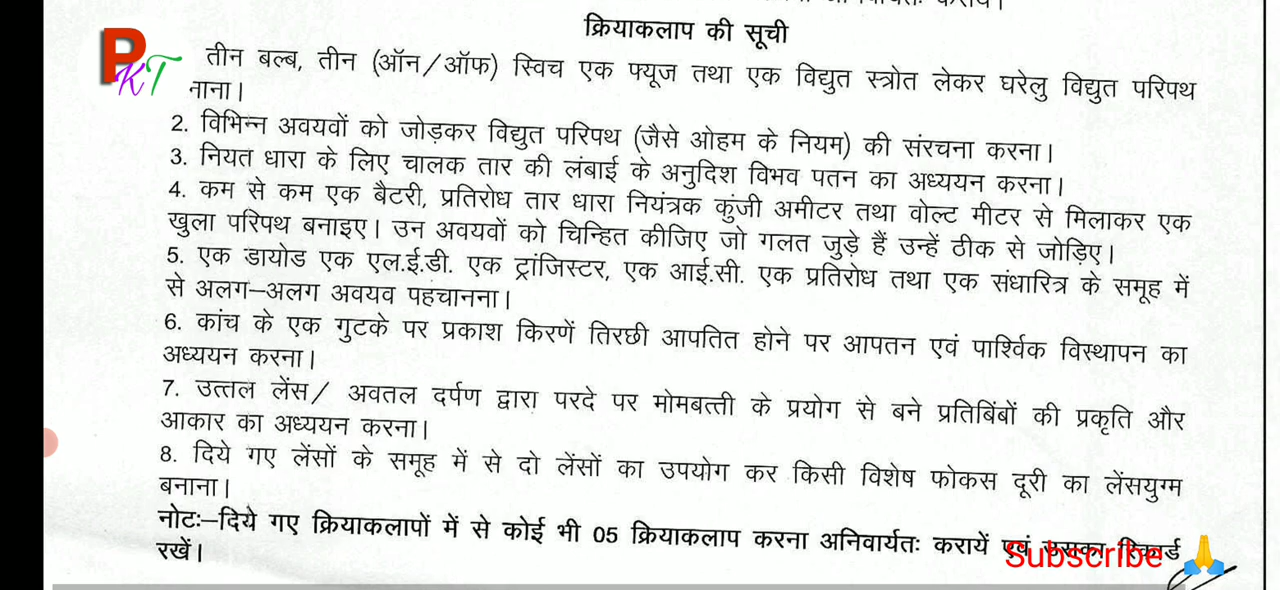 क्रियाकलाप की सूची
PKT
तीन बल्ब, तीन (ऑन/ऑफ) स्विच एक फ्यूज तथा एक विद्युत स्त्रोत लेकर घरेलु विद्युत परिपथ
नाना।
2. विभिन्न अवयवों को जोड़कर विद्युत परिपथ (जैसे ओहम के नियम) की संरचना करना।
3. नियत धारा के लिए चालक तार की लंबाई के अनुदिश विभव पतन का अध्ययन करना।
4. कम से कम एक बैटरी, प्रतिरोध तार धारा नियंत्रक कुंजी अमीटर तथा वोल्ट मीटर से मिलाकर एक
खुला परिपथ बनाइए। उन अवयवों को चिन्हित कीजिए जो गलत जुड़े हैं उन्हें ठीक से जोड़िए।
5. एक डायोड एक एल.ई.डी. एक ट्रांजिस्टर, एक आई.सी. एक प्रतिरोध तथा एक संधारित्र के समूह में
से अलग–अलग अवयव पहचानना।
6. कांच के एक गुटके पर प्रकाश किरणें तिरछी आपतित होने पर आपतन एवं पार्श्विक विस्थापन का
अध्ययन करना।
7. उत्तल लेंस/ अवतल दर्पण द्वारा परदे पर मोमबत्ती के प्रयोग से बने प्रतिबिंबों की प्रकृति और
आकार का अध्ययन करना।
8. दिये गए लेंसों के समूह में से दो लेंसों का उपयोग कर किसी विशेष फोकस दूरी का लेंसयुग्म
बनाना।
नोटः–दिये गए क्रियाकलापों में से कोई भी 05 क्रियाकलाप करना अनिवार्यतः करायें एवं उसका रिकार्ड
रखें।
Subscribe